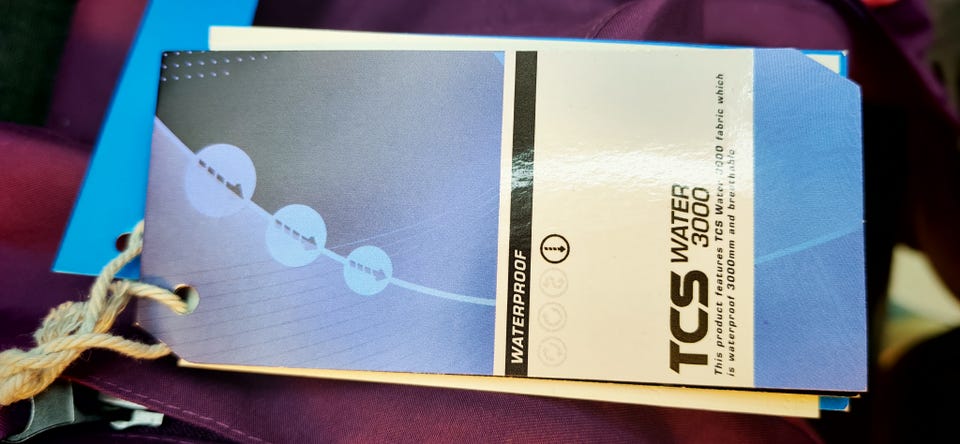 WATERPROOF
TCS WATER
3000
This product features TCS Water 3000 fabric which
is waterproof 3000mm and breathable